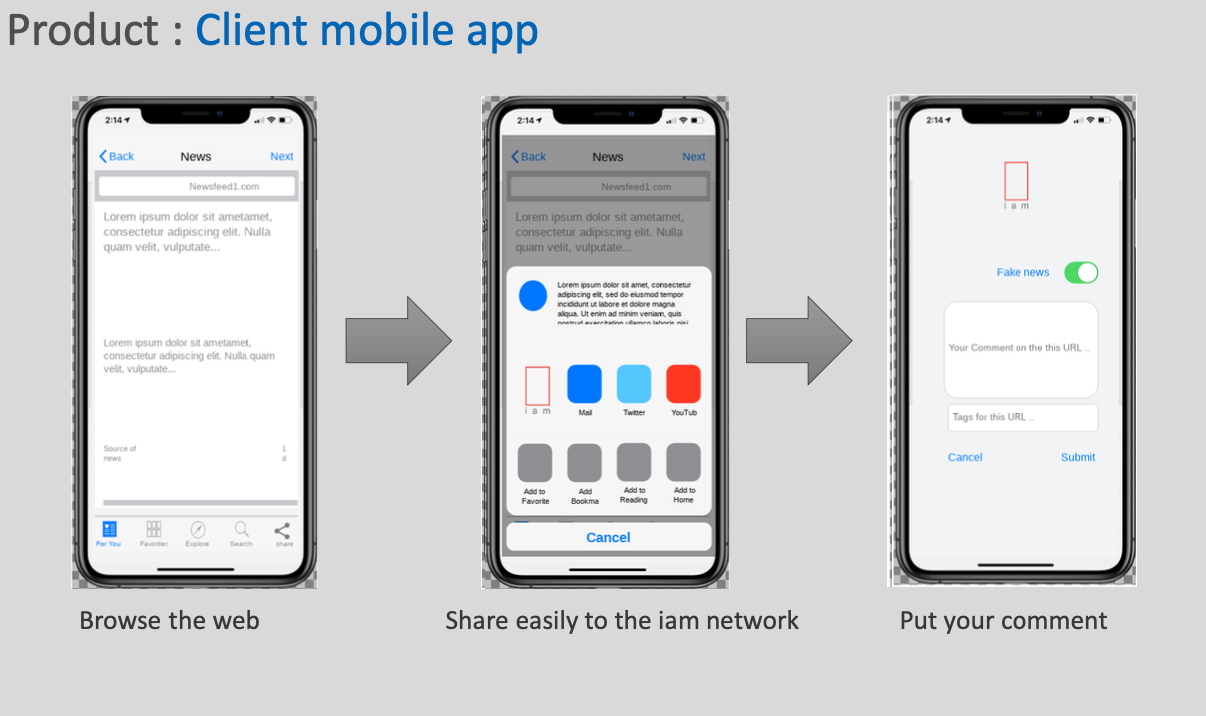 Product : Client mobile app
2:14
Back
News
Next
Newsfeed1.com
Lorem ipsum dolor sit ametamet,
consectetur adipiscing elit. Nulla
quam velit, vulputate...
Lorem ipsum dolor sit ametamet,
consectetur adipiscing elit. Nulla quam
velit, vulputate...
Source of
news
1
d
For You
Favorites
Explore
Search
share
Browse the web
2:14
Back
News
Next
Newsfeed1.com
Lorem ipsum dolor sit ametamet,
consectetur adipiscing elit. Nulla
quam velit, vulputate...
Lorem ipsum dolor sit amet, consectetur
adipiscing elit, sed do eiusmod tempor
incididunt ut labore et dolore magna
aliqua. Ut enim ad minim veniam, quis
nostrud exercitation ullamco laboris nisi
i a m
Mail
Twitter
YouTub
Add to
Favorite
Add
Bookma
Add to
Reading
Add to
Home
Cancel
Share easily to the iam network
2:14
i a m
Fake news
Your Comment on the this URL ..
Tags for this URL ..
Cancel
Submit
Put your comment